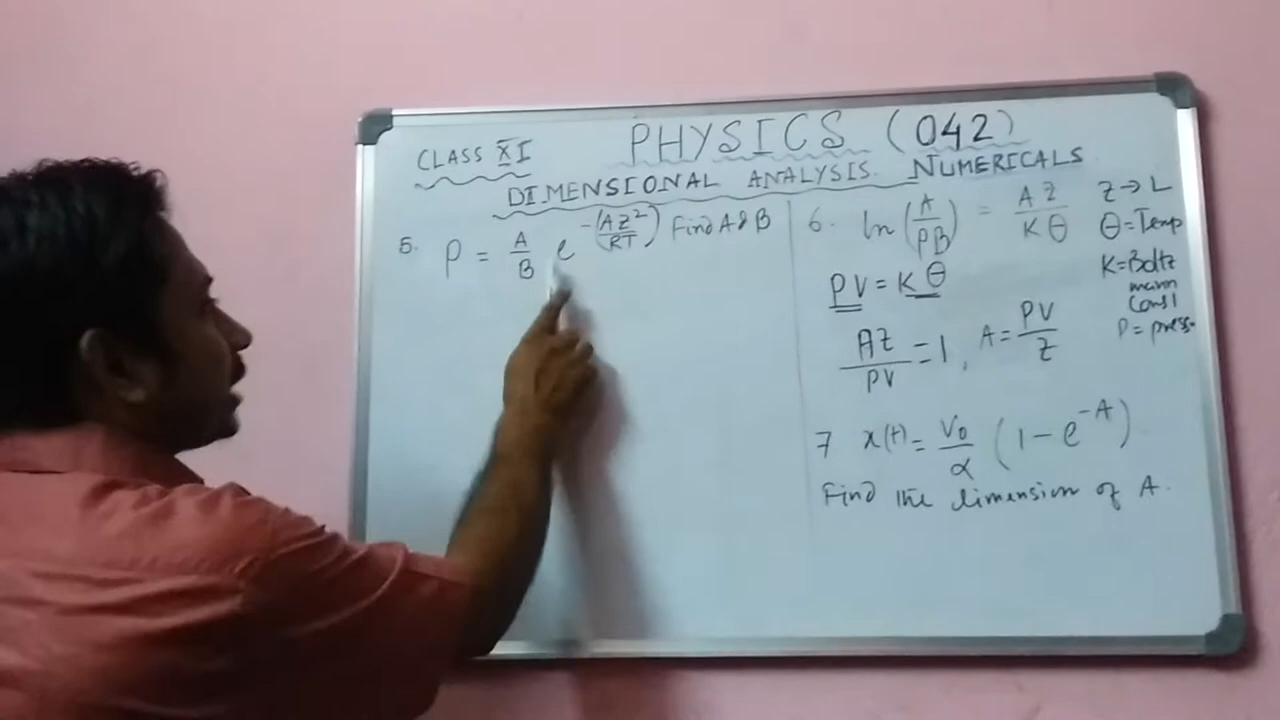 CLASS XI PHYSICS (042)
DIMENSIONAL ANALYSIS. NUMERICALS
5. P = A/B e^-(AZ²/RT) Find A & B
6. ln (A/PB) = AZ/Kθ
Z → L
θ = Temp
K = Boltz
mann
Const
P = press.
PV = Kθ
AZ/PV = 1, A = PV/Z
7 x(t) = V₀/α (1 - e^-A)
Find the dimension of A.